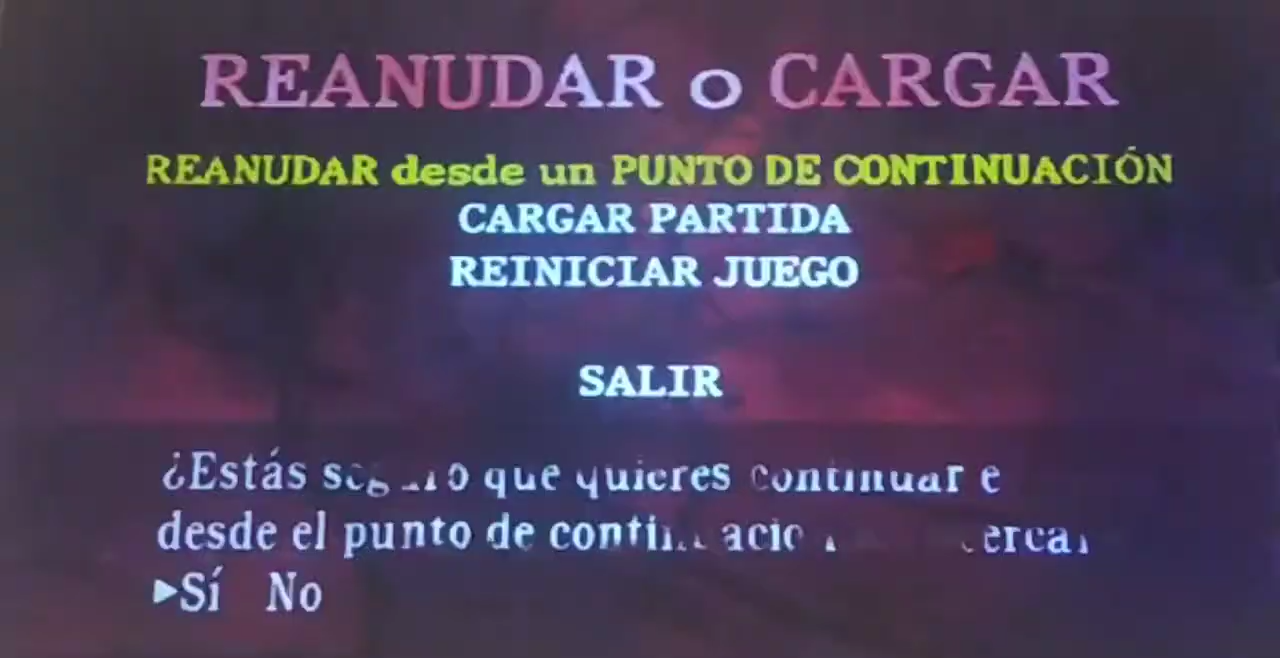 REANUDAR o CARGAR
REANUDAR desde un PUNTO DE CONTINUACIÓN
CARGAR PARTIDA
REINICIAR JUEGO
SALIR
¿Estás que quieres continuar e
desde el punto de
►Sí No